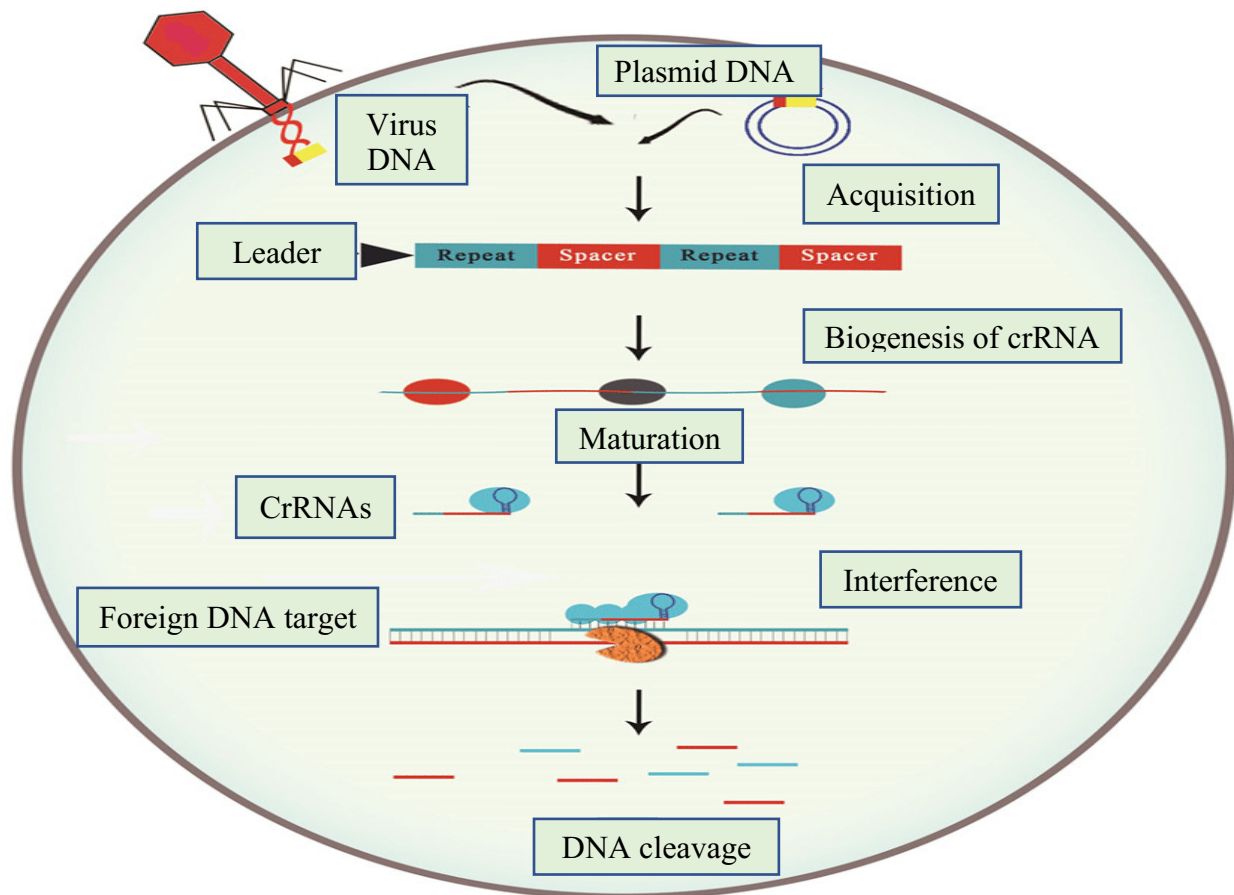 Plasmid DNA
Virus
DNA
Acquisition
Leader
Repeat Spacer Repeat Spacer
Biogenesis of crRNA
Maturation
CrRNAs
Interference
Foreign DNA target
DNA cleavage